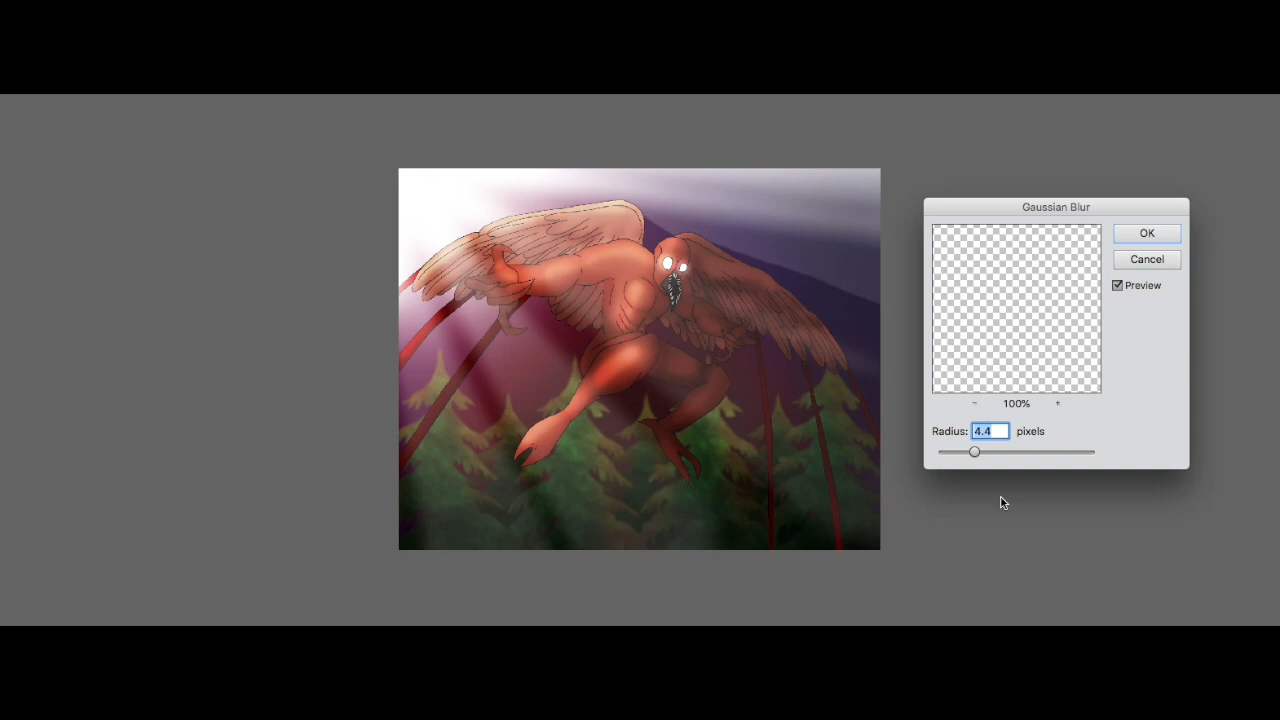 Gaussian Blur
OK
Cancel
Preview
- 100% +
Radius: 4.4 pixels